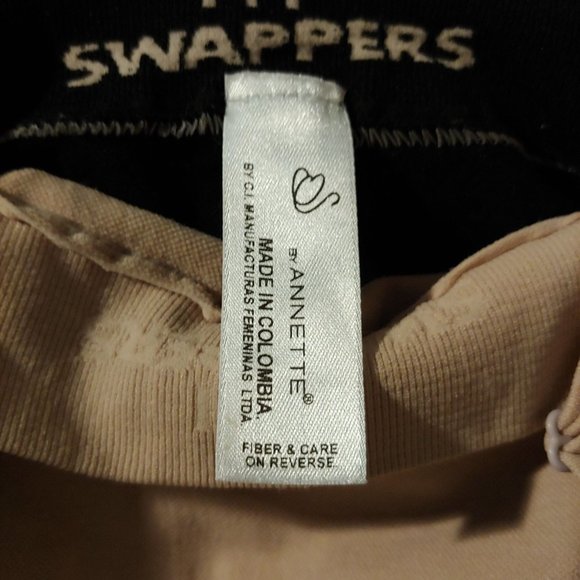 SWAPPERS
BY ANNETTE®
MADE IN COLOMBIA.
BY C.I. MANUFACTURAS FEMENINAS LTDA
FIBER & CARE
ON REVERSE.